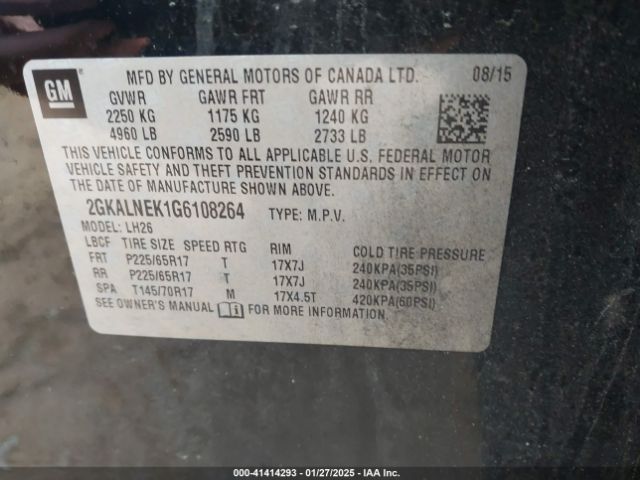 GM
MFD BY GENERAL MOTORS OF CANADA LTD. 08/15
GVWR GAWR FRT GAWR RR
2250 KG 1175 KG 1240 KG
4960 LB 2590 LB 2733 LB
THIS VEHICLE CONFORMS TO ALL APPLICABLE U.S. FEDERAL MOTOR
VEHICLE SAFETY AND THEFT PREVENTION STANDARDS IN EFFECT ON THE
DATE OF MANUFACTURE SHOWN ABOVE.
2GKALNEK1G6108264 TYPE: M.P.V.
MODEL: LH26
LBCF TIRE SIZE SPEED RTG RIM COLD TIRE PRESSURE
FRT P225/65R17 T 17X7J 240KPA(35PSI)
RR P225/65R17 T 17X7J 240KPA(35PSI)
SPA T145/70R17 M 17X4.5T 420KPA(60PSI)
SEE OWNER'S MANUAL FOR MORE INFORMATION
000-41414293 - 01/27/2025 - IAA Inc.